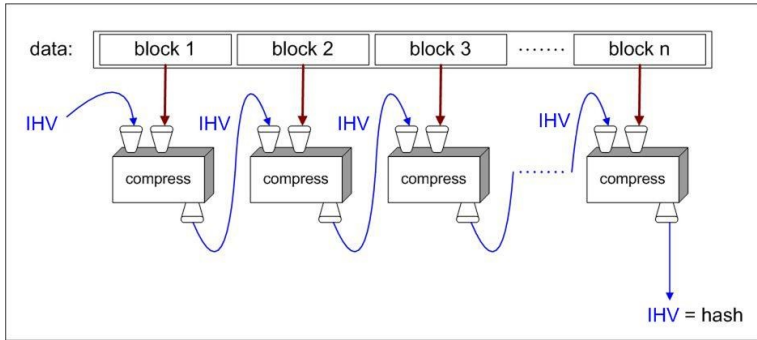 data: block 1 block 2 block 3 ....... block n
IHV IHV IHV IHV
compress compress compress ....... compress
IHV = hash